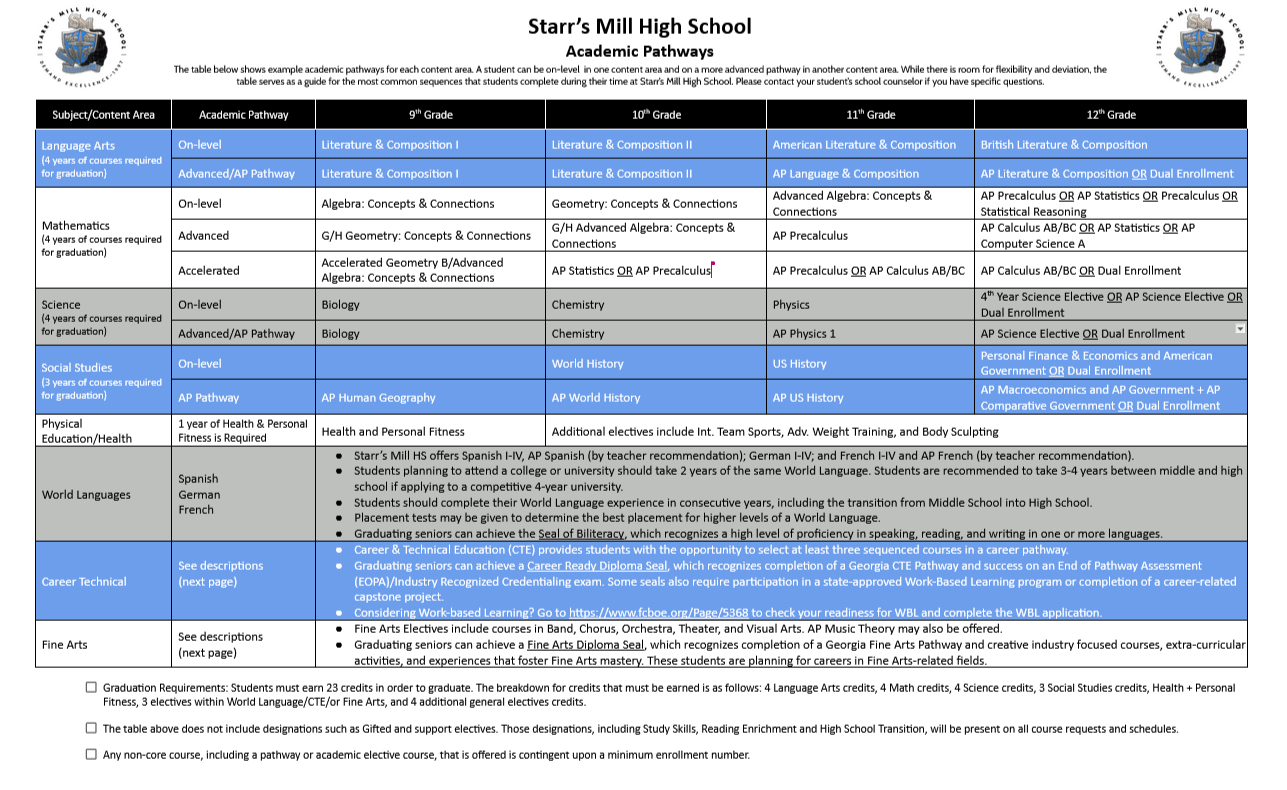 STARR'S MILL HIGH SCHOOL
SM
DEMAND EXCELLENCE-1997
Starr's Mill High School
Academic Pathways
The table below shows example academic pathways for each content area. A student can be on-level in one content area and on a more advanced pathway in another content area. While there is room for flexibility and deviation, the
table serves as a guide for the most common sequences that students complete during their time at Starr's Mill High School. Please contact your student's school counselor if you have specific questions.
STARR'S MILL HIGH SCHOOL
SM
DEMAND EXCELLENCE-1997
Subject/Content Area Academic Pathway 9th Grade 10th Grade 11th Grade 12th Grade
Language Arts
(4 years of courses required
for graduation)
On-level
Literature & Composition I
Literature & Composition II
American Literature & Composition
British Literature & Composition
Advanced/AP Pathway
Literature & Composition I
Literature & Composition II
AP Language & Composition
AP Literature & Composition OR Dual Enrollment
Mathematics
(4 years of courses required
for graduation)
On-level
Algebra: Concepts & Connections
Geometry: Concepts & Connections
Advanced Algebra: Concepts &
Connections
AP Precalculus OR AP Statistics OR Precalculus OR
Statistical Reasoning
Advanced
G/H Geometry: Concepts & Connections
G/H Advanced Algebra: Concepts &
Connections
AP Precalculus
AP Calculus AB/BC OR AP Statistics OR AP
Computer Science A
Accelerated
Accelerated Geometry B/Advanced
Algebra: Concepts & Connections
AP Statistics OR AP Precalculus
AP Precalculus OR AP Calculus AB/BC
AP Calculus AB/BC OR Dual Enrollment
Science
(4 years of courses required
for graduation)
On-level
Biology
Chemistry
Physics
4th Year Science Elective OR AP Science Elective OR
Dual Enrollment
Advanced/AP Pathway
Biology
Chemistry
AP Physics 1
AP Science Elective OR Dual Enrollment
Social Studies
(3 years of courses required
for graduation)
On-level
World History
US History
Personal Finance & Economics and American
Government OR Dual Enrollment
AP Pathway
AP Human Geography
AP World History
AP US History
AP Macroeconomics and AP Government + AP
Comparative Government OR Dual Enrollment
Physical
Education/Health
1 year of Health & Personal
Fitness is Required
Health and Personal Fitness
Additional electives include Int. Team Sports, Adv. Weight Training, and Body Sculpting
World Languages
Spanish
German
French
● Starr's Mill HS offers Spanish I-IV, AP Spanish (by teacher recommendation); German I-IV; and French I-IV and AP French (by teacher recommendation).
● Students planning to attend a college or university should take 2 years of the same World Language. Students are recommended to take 3-4 years between middle and high
school if applying to a competitive 4-year university.
● Students should complete their World Language experience in consecutive years, including the transition from Middle School into High School.
● Placement tests may be given to determine the best placement for higher levels of a World Language.
● Graduating seniors can achieve the Seal of Biliteracy, which recognizes a high level of proficiency in speaking, reading, and writing in one or more languages.
Career Technical
See descriptions
(next page)
● Career & Technical Education (CTE) provides students with the opportunity to select at least three sequenced courses in a career pathway.
● Graduating seniors can achieve a Career Ready Diploma Seal, which recognizes completion of a Georgia CTE Pathway and success on an End of Pathway Assessment
(EOPA)/Industry Recognized Credentialing exam. Some seals also require participation in a state-approved Work-Based Learning program or completion of a career-related
capstone project.
● Considering Work-based Learning? Go to https://www.fcboe.org/Page/5368 to check your readiness for WBL and complete the WBL application.
Fine Arts
See descriptions
(next page)
● Fine Arts Electives include courses in Band, Chorus, Orchestra, Theater, and Visual Arts. AP Music Theory may also be offered.
● Graduating seniors can achieve a Fine Arts Diploma Seal, which recognizes completion of a Georgia Fine Arts Pathway and creative industry focused courses, extra-curricular
activities, and experiences that foster Fine Arts mastery. These students are planning for careers in Fine Arts-related fields.
☐ Graduation Requirements: Students must earn 23 credits in order to graduate. The breakdown for credits that must be earned is as follows: 4 Language Arts credits, 4 Math credits, 4 Science credits, 3 Social Studies credits, Health + Personal
Fitness, 3 electives within World Language/CTE/or Fine Arts, and 4 additional general electives credits.
☐ The table above does not include designations such as Gifted and support electives. Those designations, including Study Skills, Reading Enrichment and High School Transition, will be present on all course requests and schedules.
☐ Any non-core course, including a pathway or academic elective course, that is offered is contingent upon a minimum enrollment number.